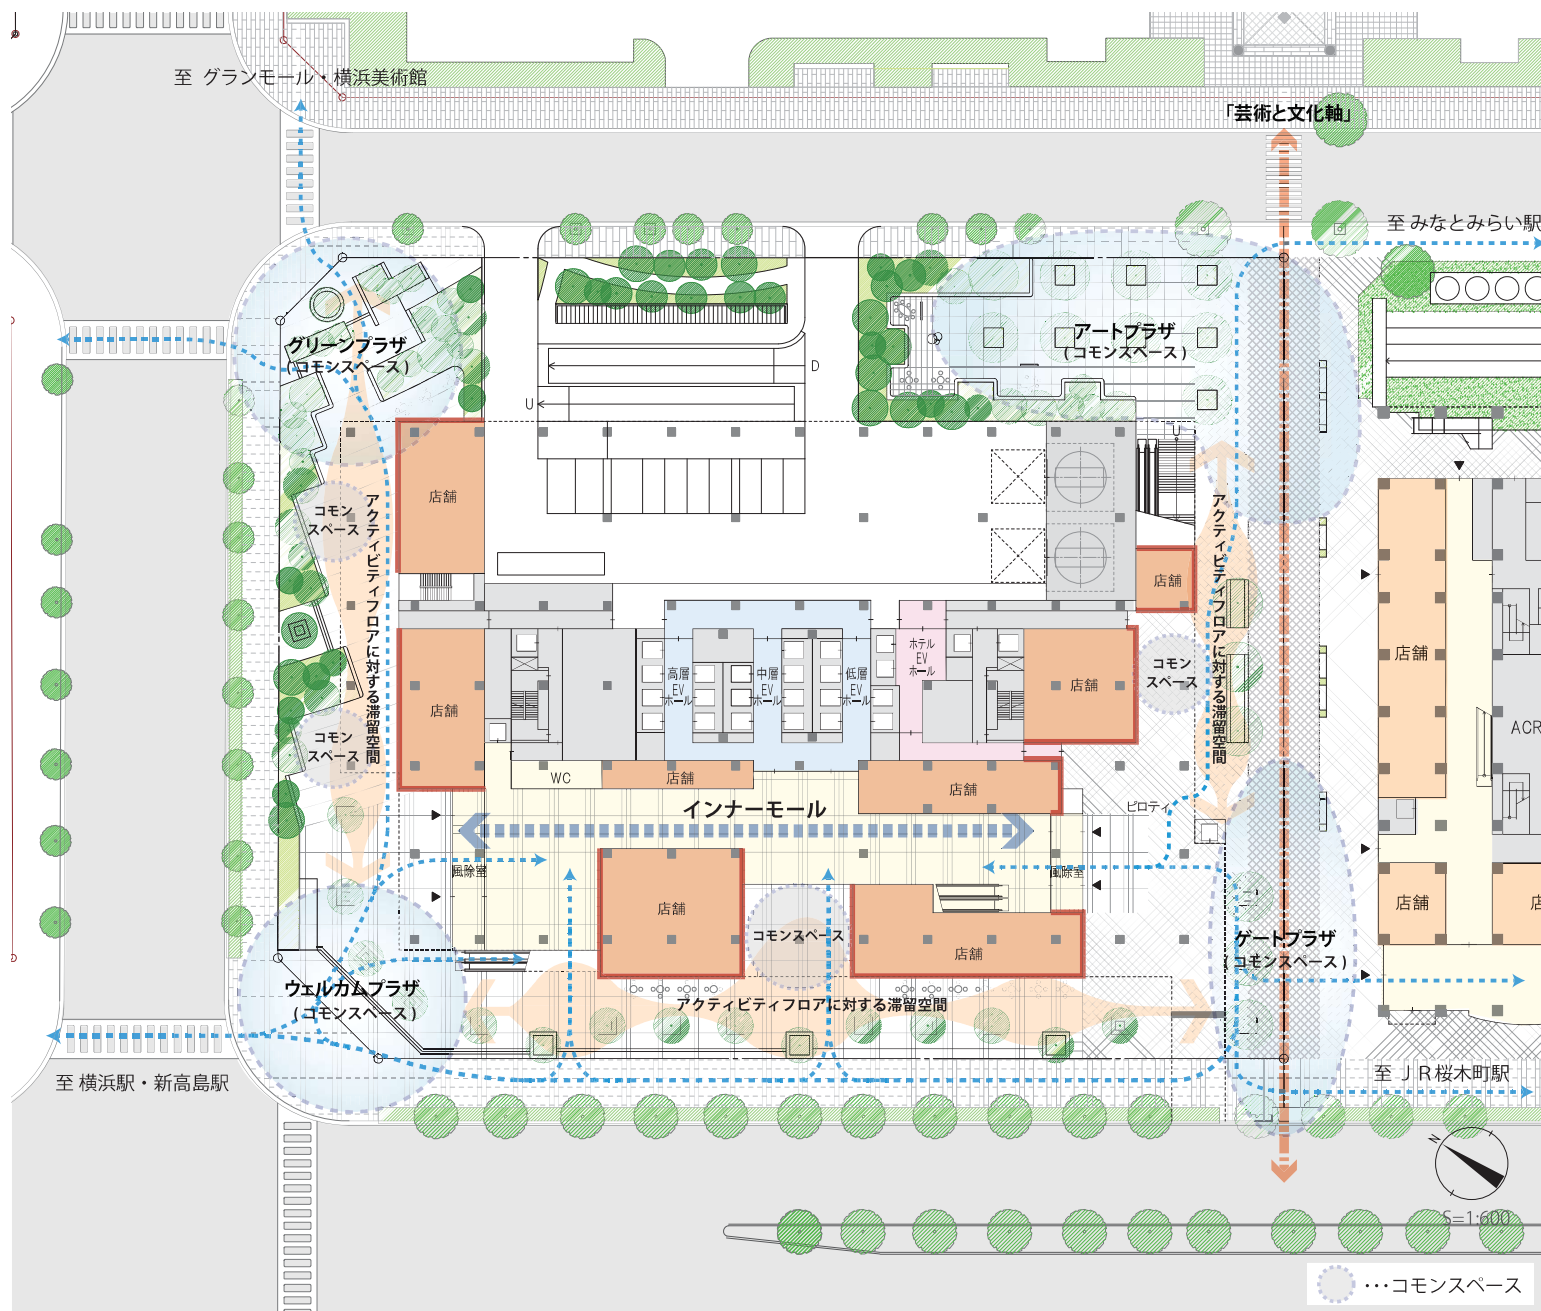 至 グランモール・横浜美術館
「芸術と文化軸」
至 みなとみらい駅
グリーンプラザ
(コモンスペース)
アートプラザ
(コモンスペース)
D
U
U
店舗
コモン
スペース
アクティビティフロアに対する滞留空間
アクティビティフロアに対する滞留空間
店舗
ホテル
EV
ホール
高層
EV
ホール
中層
EV
ホール
低層
EV
ホール
コモン
スペース
店舗
店舗
店舗
コモン
スペース
ACR
WC
店舗
店舗
インナーモール
ピロティ
風除室
風除室
店舗
店舗
店
コモンスペース
店舗
ゲートプラザ
(コモンスペース)
ウェルカムプラザ
(コモンスペース)
アクティビティフロアに対する滞留空間
至 横浜駅・新高島駅
至 JR桜木町駅
N
S=1:600
･･･コモンスペース